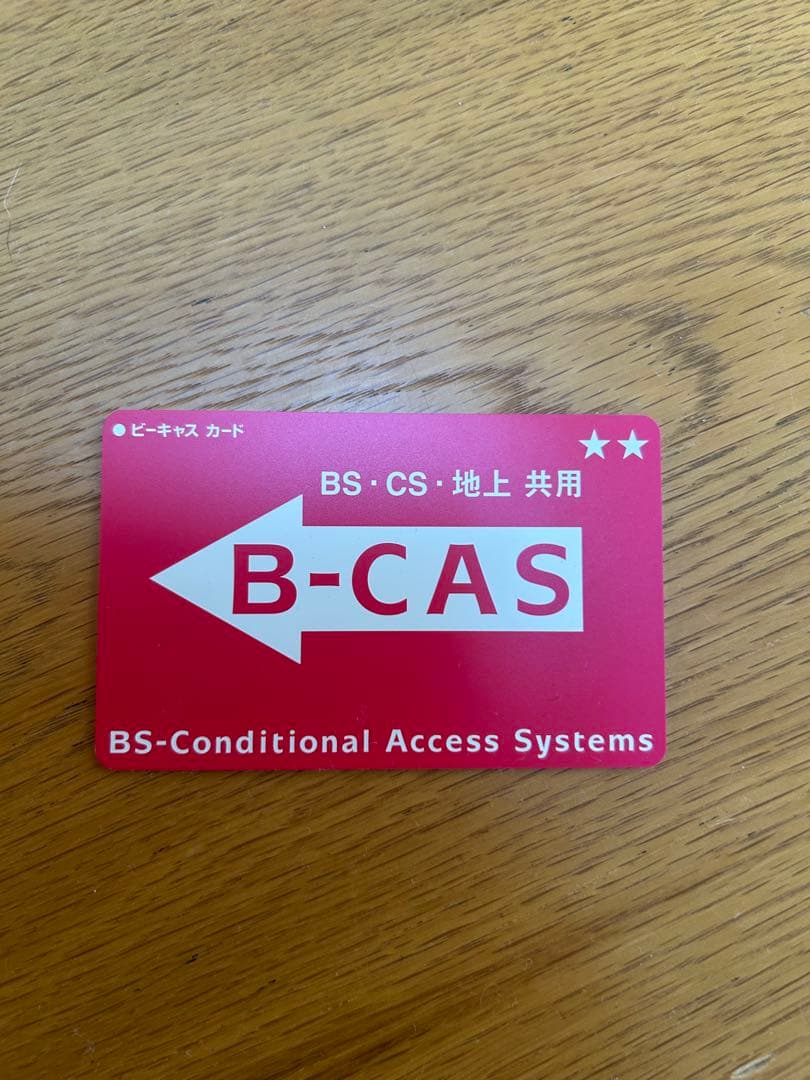 ●ビーキャス カード
★★
BS・CS・地上 共用
B-CAS
BS-Conditional Access Systems